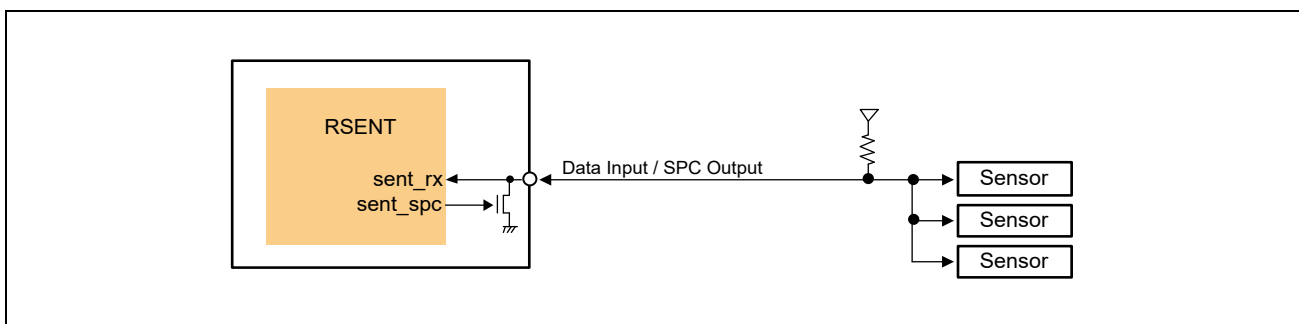 RSENT
sent_rx
sent_spc
Data Input / SPC Output
Sensor
Sensor
Sensor